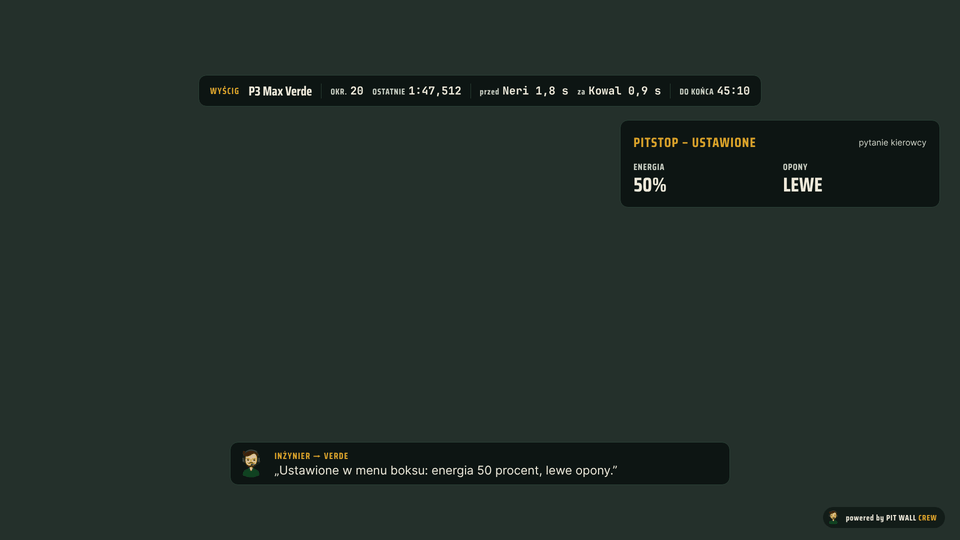 WYŚCIG P3 Max Verde OKR. 20 OSTATNIE 1:47,512 przed Neri 1,8 s za Kowal 0,9 s DO KOŃCA 45:10
PITSTOP – USTAWIONE pytanie kierowcy
ENERGIA OPONY
50% LEWE
INŻYNIER → VERDE
„Ustawione w menu boksu: energia 50 procent, lewe opony.”
powered by PIT WALL CREW